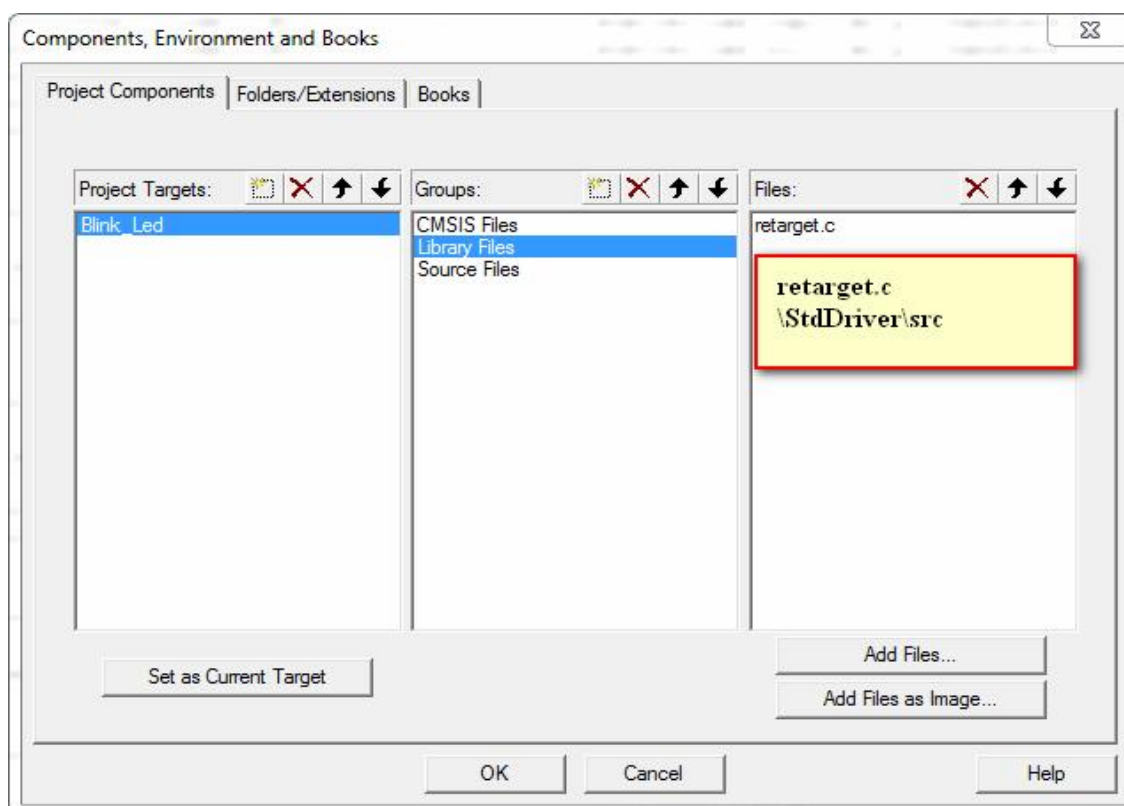 Components, Environment and Books
Project Components
Folders/Extensions
Books
Project Targets:
Blink_Led
Groups:
CMSIS Files
Library Files
Source Files
Files:
retarget.c
retarget.c
\StdDriver\src
Set as Current Target
Add Files...
Add Files as Image...
OK
Cancel
Help